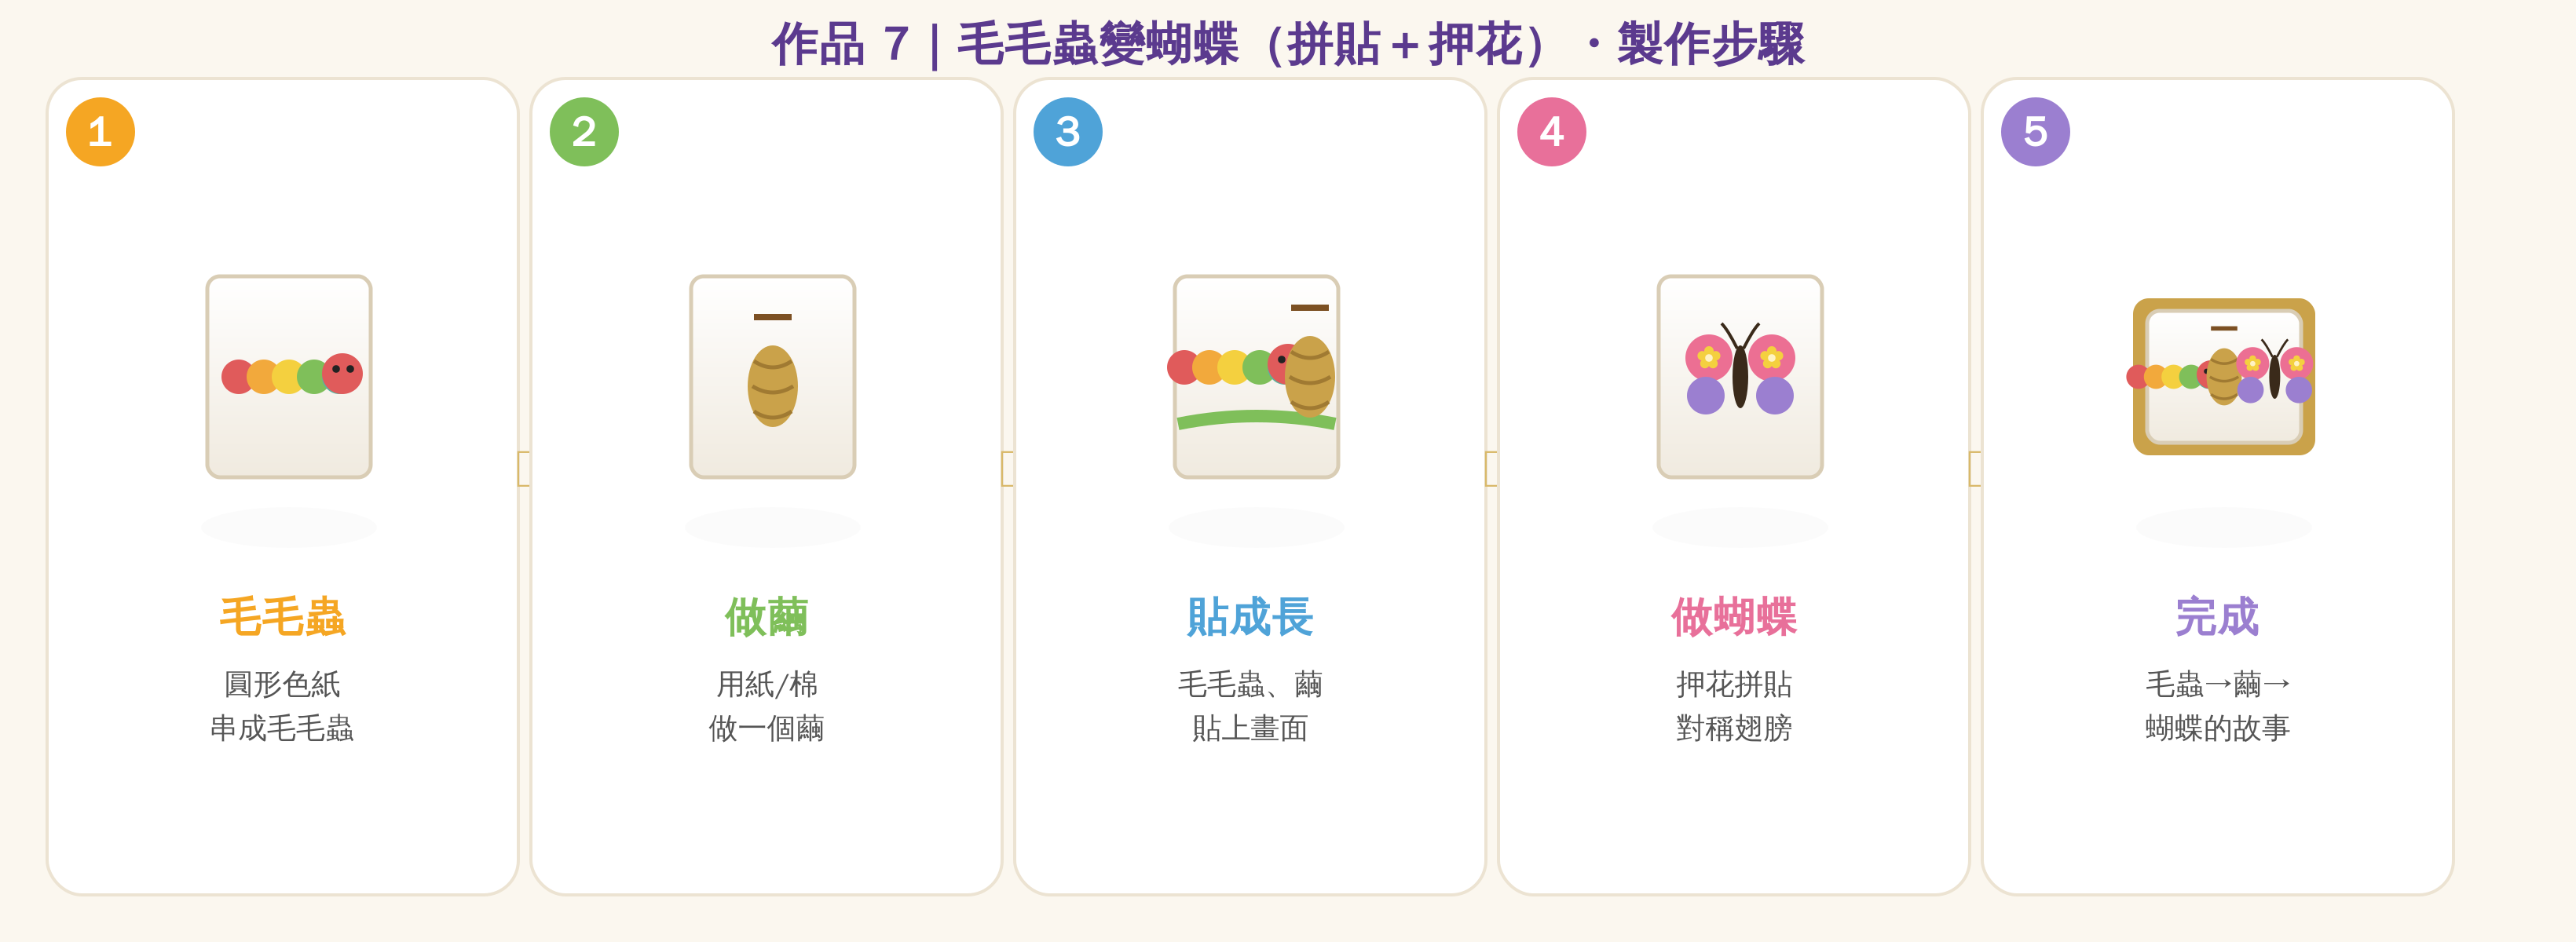 作品 7｜毛毛蟲變蝴蝶（拼貼＋押花）・製作步驟
1
毛毛蟲
圓形色紙
串成毛毛蟲
2
做繭
用紙/棉
做一個繭
3
貼成長
毛毛蟲、繭
貼上畫面
4
做蝴蝶
押花拼貼
對稱翅膀
5
完成
毛蟲→繭→
蝴蝶的故事